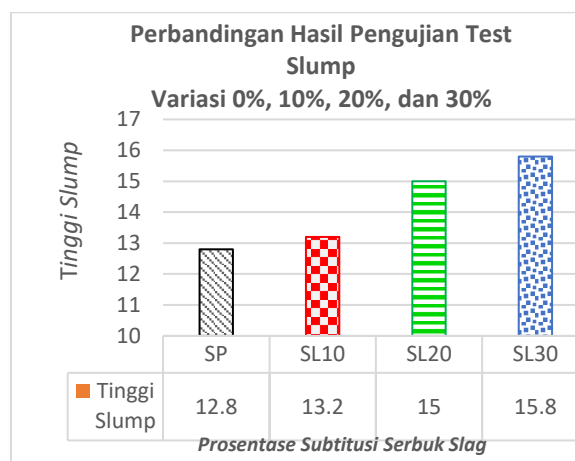 Perbandingan Hasil Pengujian Test
Slump
Variasi 0%, 10%, 20%, dan 30%
Tinggi Slump
17
16
15
14
13
12
11
10
SP SL10 SL20 SL30
Tinggi Slump 12.8 13.2 15 15.8
Prosentase Subtitusi Serbuk Slag